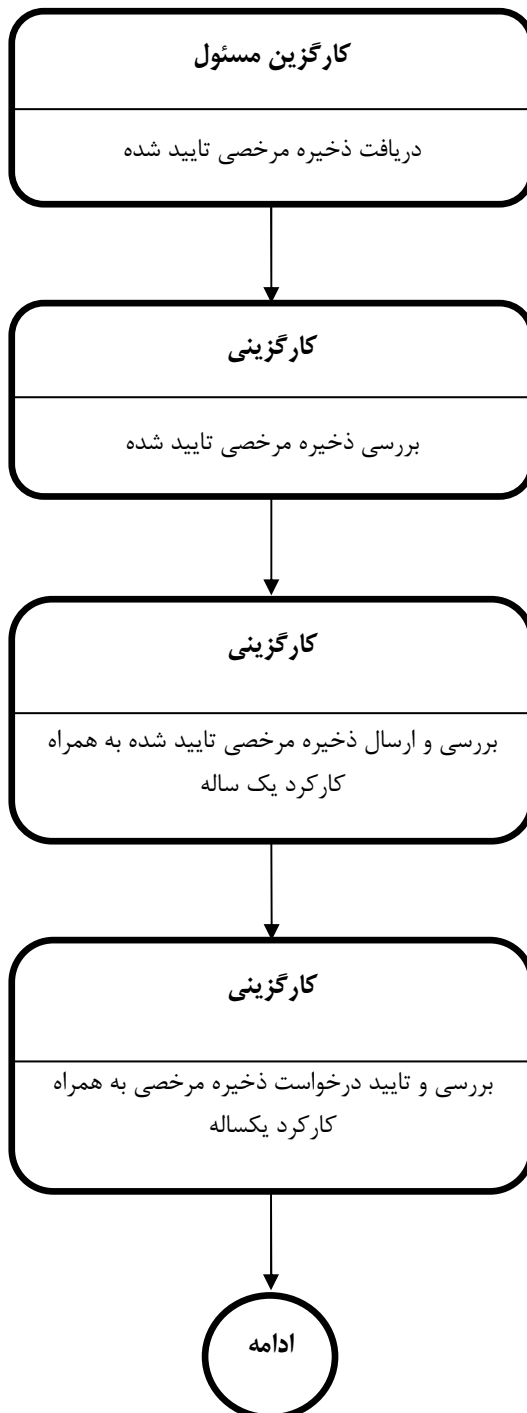 کارگزین مسئول
دریافت ذخیره مرخصی تایید شده
کارگزینی
بررسی ذخیره مرخصی تایید شده
کارگزینی
بررسی و ارسال ذخیره مرخصی تایید شده به همراه
کارکرد یک ساله
کارگزینی
بررسی و تایید درخواست ذخیره مرخصی به همراه
کارکرد یکساله
ادامه